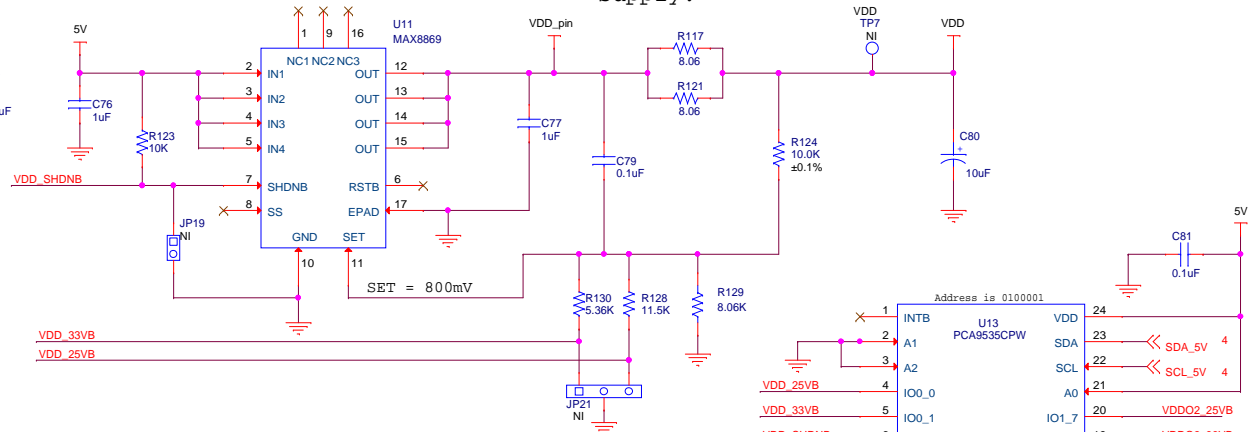 supply.
5V
uF
C76
1uF
R123
10K
VDD_SHDNB
JP19
NI
1
9
16
U11
MAX8869
NC1
NC2
NC3
2
IN1
3
IN2
4
IN3
5
IN4
7
SHDNB
8
SS
OUT
12
OUT
13
OUT
14
OUT
15
RSTB
6
EPAD
17
GND
SET
10
11
SET = 800mV
VDD_pin
C77
1uF
C79
0.1uF
R117
8.06
R121
8.06
VDD
TP7
NI
VDD
R124
10.0K
±0.1%
C80
+
10uF
R130
5.36K
R128
11.5K
R129
8.06K
VDD_33VB
VDD_25VB
JP21
NI
5V
C81
0.1uF
Address is 0100001
U13
PCA9535CPW
1
INTB
2
A1
3
A2
VDD_25VB
4
IO0_0
VDD_33VB
5
IO0_1
VDD
24
SDA
23
SDA_5V
4
SCL
22
SCL_5V
4
A0
21
IO1_7
20
VDDO2_25VB